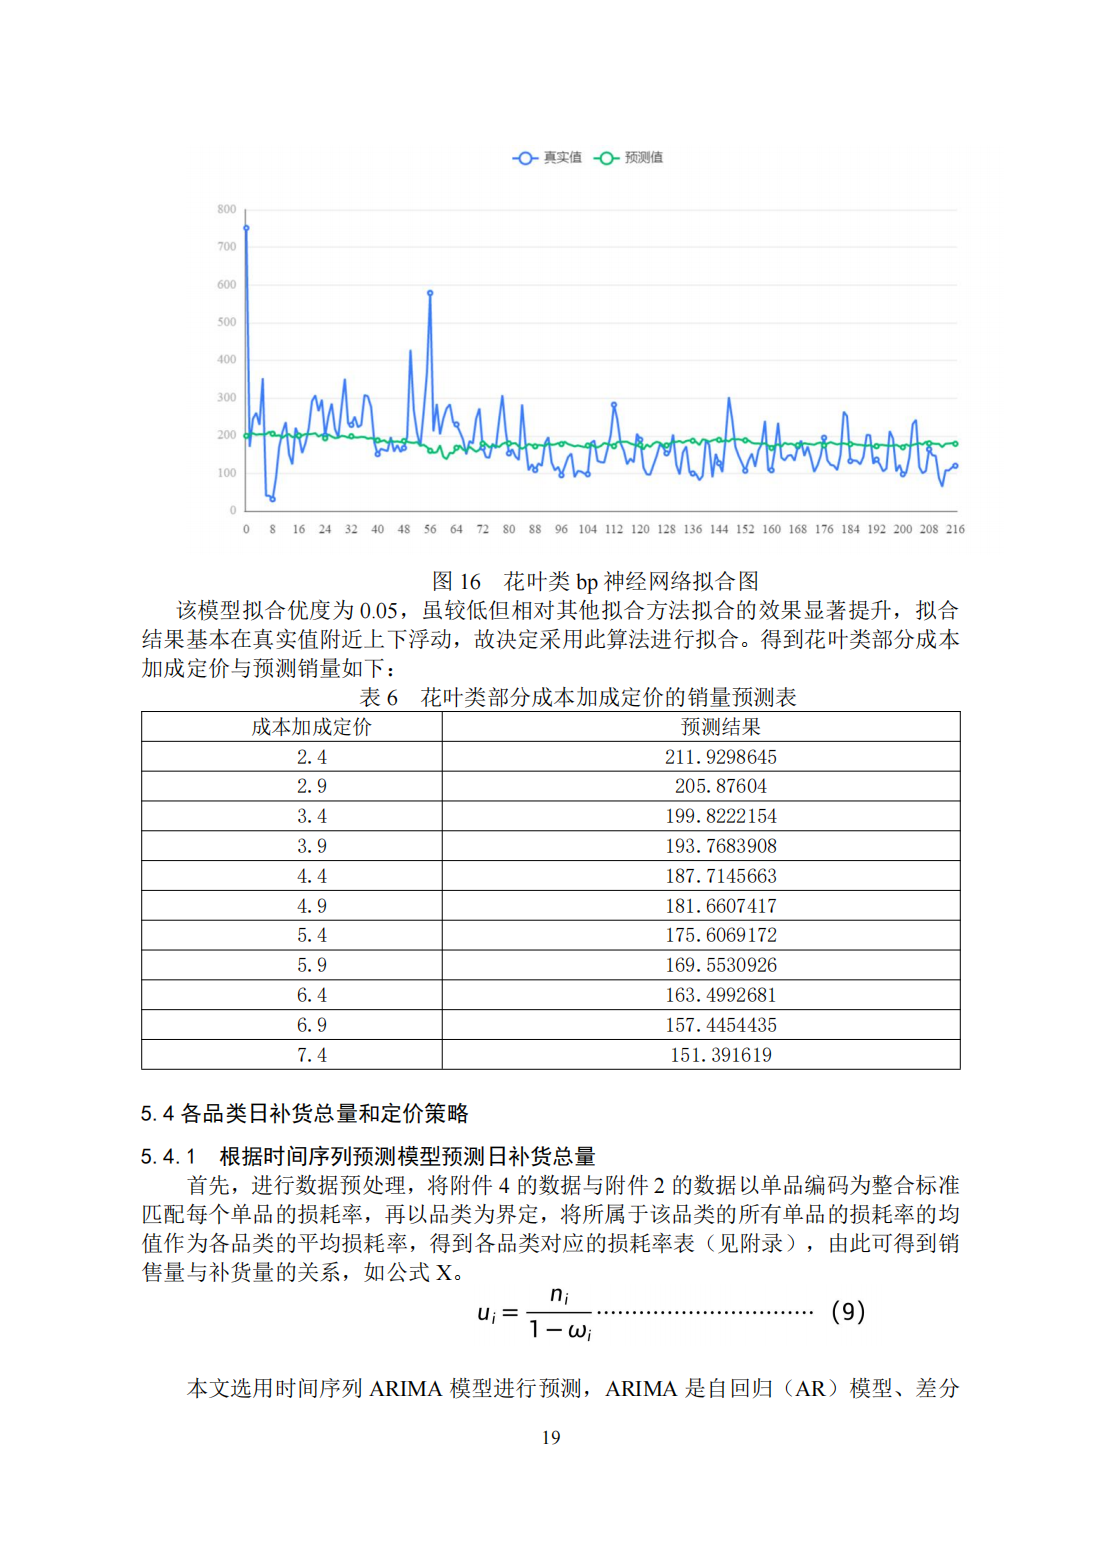 真实值 预测值
800
700
600
500
400
300
200
100
0
0 8 16 24 32 40 48 56 64 72 80 88 96 104 112 120 128 136 144 152 160 168 176 184 192 200 208 216
图 16 花叶类 bp 神经网络拟合图
该模型拟合优度为 0.05，虽较低但相对其他拟合方法拟合的效果显著提升，拟合
结果基本在真实值附近上下浮动，故决定采用此算法进行拟合。得到花叶类部分成本
加成定价与预测销量如下：
表 6 花叶类部分成本加成定价的销量预测表
成本加成定价 预测结果
2.4 211.9298645
2.9 205.87604
3.4 199.8222154
3.9 193.7683908
4.4 187.7145663
4.9 181.6607417
5.4 175.6069172
5.9 169.5530926
6.4 163.4992681
6.9 157.4454435
7.4 151.391619
5.4 各品类日补货总量和定价策略
5.4.1 根据时间序列预测模型预测日补货总量
首先，进行数据预处理，将附件 4 的数据与附件 2 的数据以单品编码为整合标准
匹配每个单品的损耗率，再以品类为界定，将所属于该品类的所有单品的损耗率的均
值作为各品类的平均损耗率，得到各品类对应的损耗率表（见附录），由此可得到销
售量与补货量的关系，如公式 X。
u_i = n_i / (1 − ω_i) ······························ (9)
本文选用时间序列 ARIMA 模型进行预测，ARIMA 是自回归（AR）模型、差分
19